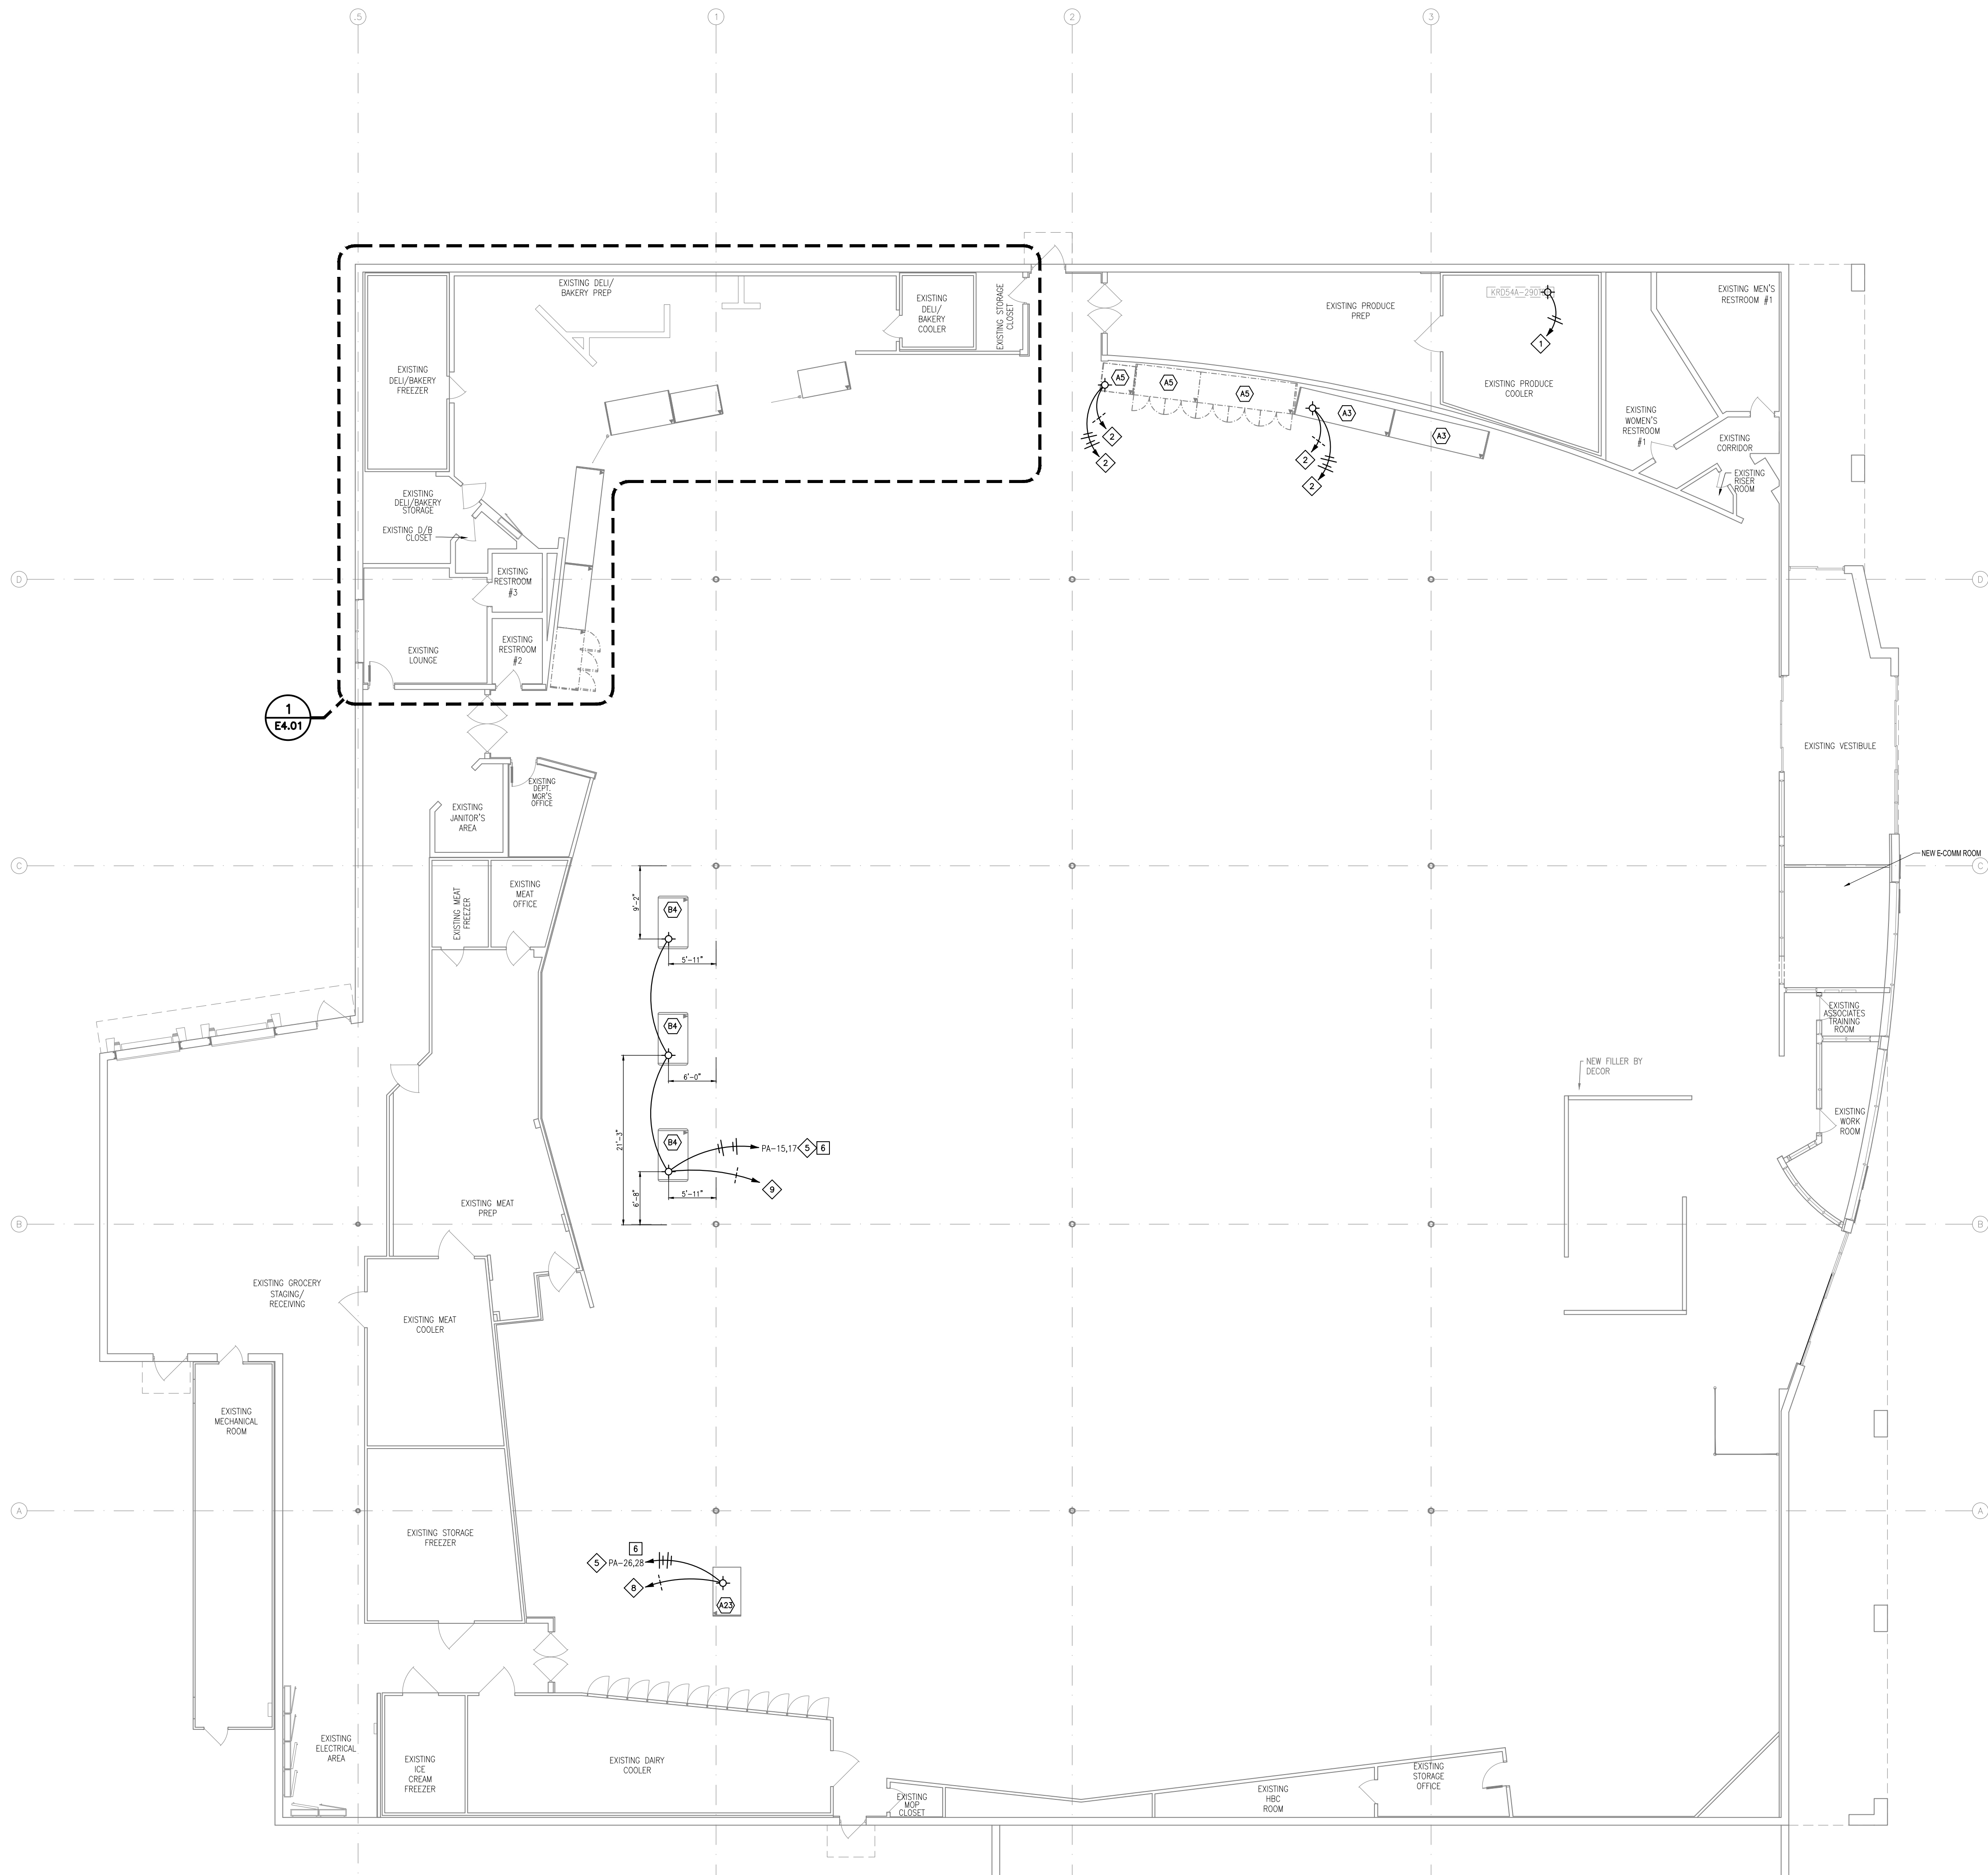 .5
1
2
3
EXISTING DELI/
BAKERY PREP
EXISTING
DELI/
BAKERY
COOLER
EXISTING STORAGE
CLOSET
EXISTING PRODUCE
PREP
EXISTING MEN'S
RESTROOM #1
1
EXISTING
DELI/BAKERY
FREEZER
A5
A5
A5
A3
A3
2
2
2
2
EXISTING PRODUCE
COOLER
EXISTING
WOMEN'S
RESTROOM
#1
EXISTING
CORRIDOR
EXISTING
RISER
ROOM
EXISTING
DELI/BAKERY
STORAGE
EXISTING D/B
CLOSET
EXISTING
RESTROOM
#3
D
D
EXISTING
RESTROOM
#2
EXISTING
LOUNGE
1
E4.01
EXISTING VESTIBULE
EXISTING
DEPT.
MGR'S
OFFICE
EXISTING
JANITOR'S
AREA
NEW E-COMM ROOM
C
C
EXISTING MEAT
FREEZER
EXISTING
MEAT
OFFICE
9'-2"
B4
5'-11"
B4
6'-0"
EXISTING
ASSOCIATES
TRAINING
ROOM
NEW FILLER BY
DECOR
EXISTING
WORK
ROOM
21'-3"
B4
PA-15,17
5
6
9
6'-8"
5'-11"
EXISTING MEAT
PREP
B
B
EXISTING GROCERY
STAGING/
RECEIVING
EXISTING MEAT
COOLER
EXISTING
MECHANICAL
ROOM
A
A
EXISTING STORAGE
FREEZER
6
5
PA-26,28
8
A23
EXISTING
ELECTRICAL
AREA
EXISTING
ICE
CREAM
FREEZER
EXISTING DAIRY
COOLER
EXISTING
MOP
CLOSET
EXISTING
HBC
ROOM
EXISTING
STORAGE
OFFICE